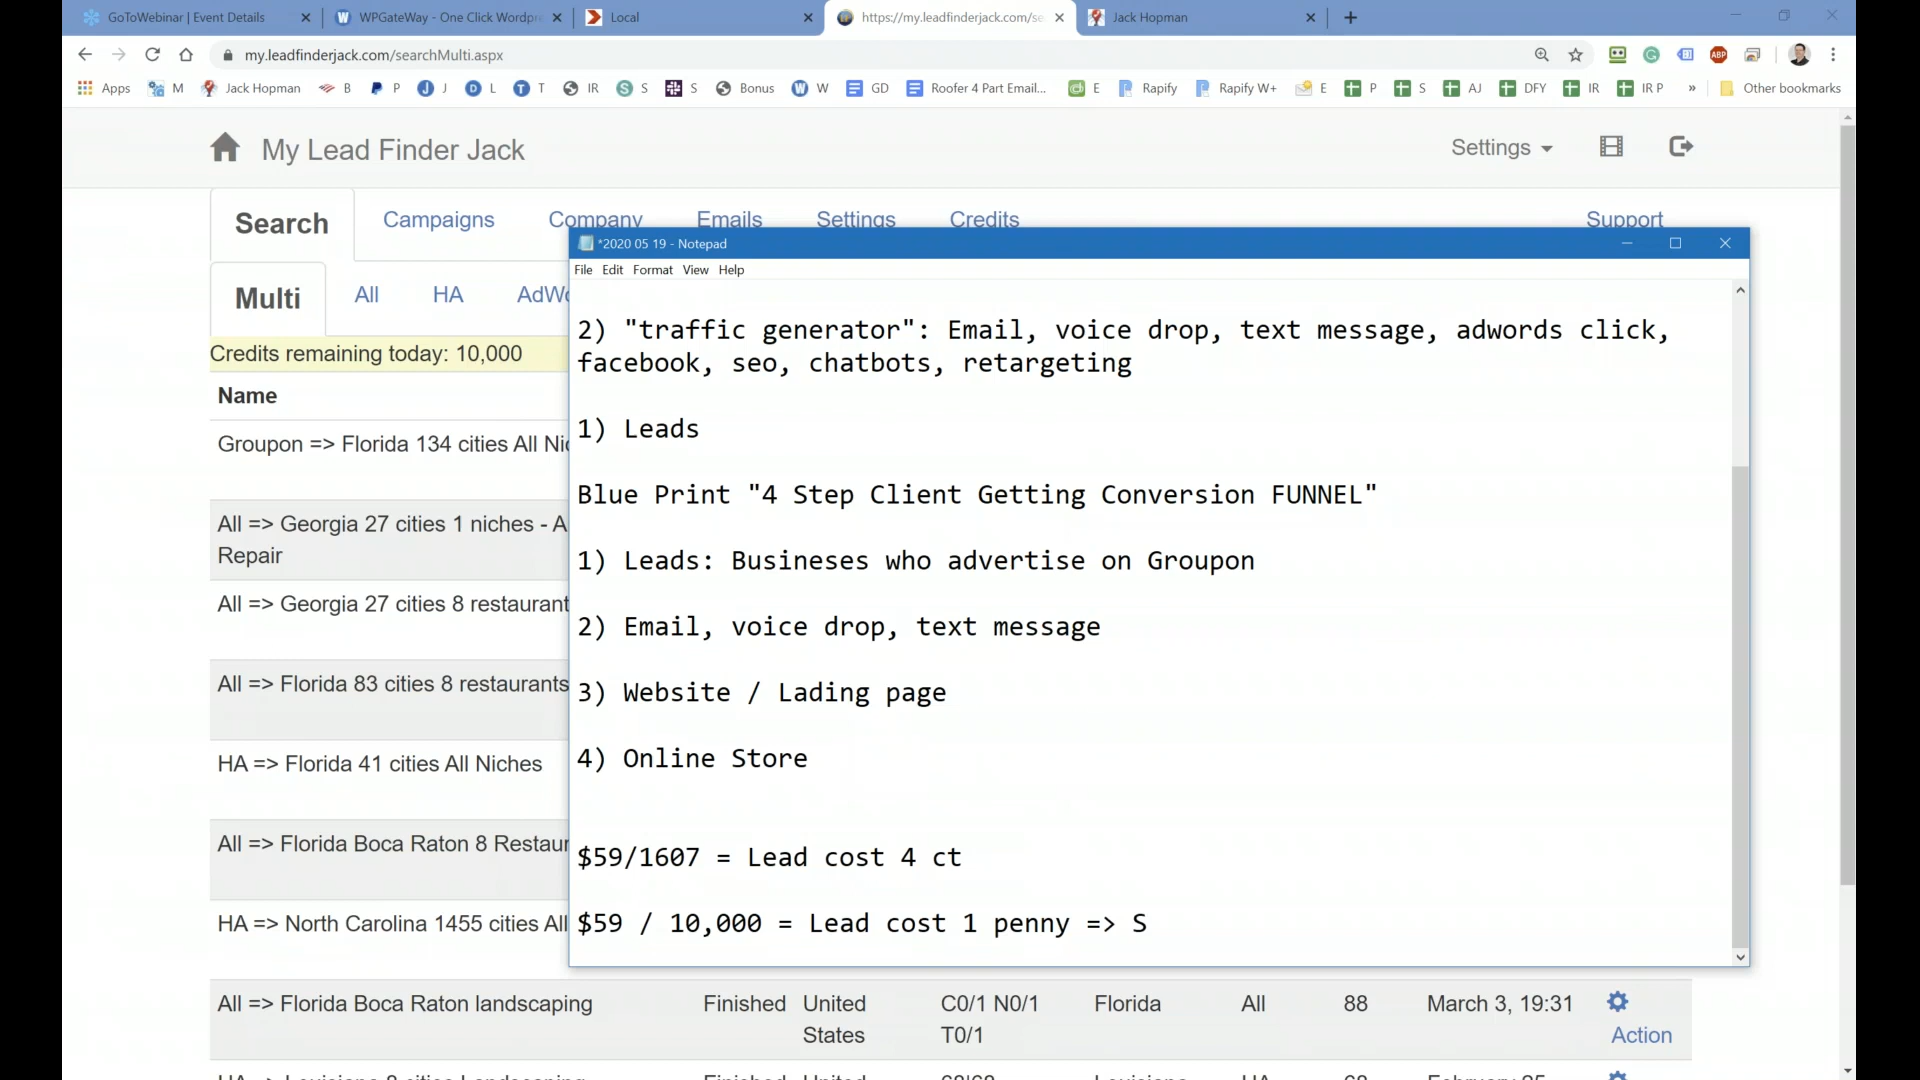 GoToWebinar | Event Details
WPGateWay - One Click Wordpr
Local
https://my.leadfinderjack.com/se
Jack Hopman
my.leadfinderjack.com/searchMulti.aspx
ABP
Apps M Jack Hopman B P J L T IR S S Bonus W GD Roofer 4 Part Email... E Rapify Rapify W+ E P S AJ DFY IR IR P » Other bookmarks
My Lead Finder Jack
Settings
Search Campaigns Company Emails Settings Credits Support
Multi All HA
Credits remaining today: 10,000
Name
Groupon => Florida 134 cities All
All => Georgia 27 cities 1 niches - A
Repair
All => Georgia 27 cities 8 restaurant
All => Florida 83 cities 8 restaurants
HA => Florida 41 cities All Niches
All => Florida Boca Raton 8 Restaur
HA => North Carolina 1455 cities All
All => Florida Boca Raton landscaping Finished United C0/1 N0/1 Florida All 88 March 3, 19:31
States T0/1 Action
*2020 05 19 - Notepad
File Edit Format View Help
2) "traffic generator": Email, voice drop, text message, adwords click,
facebook, seo, chatbots, retargeting
1) Leads
Blue Print "4 Step Client Getting Conversion FUNNEL"
1) Leads: Busineses who advertise on Groupon
2) Email, voice drop, text message
3) Website / Lading page
4) Online Store
$59/1607 = Lead cost 4 ct
$59 / 10,000 = Lead cost 1 penny => S